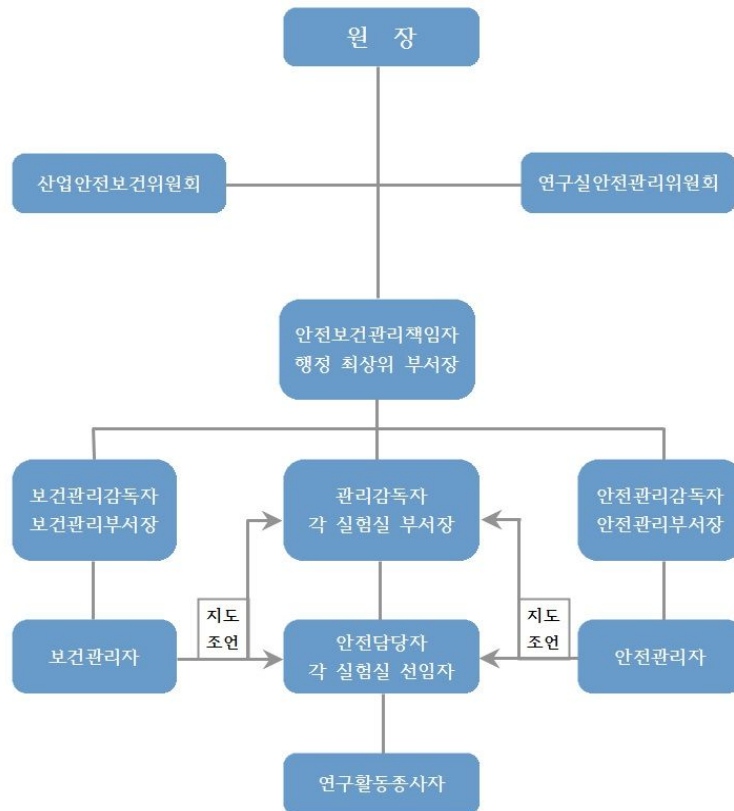 원 장
산업안전보건위원회
연구실안전관리위원회
안전보건관리책임자
행정 최상위 부서장
보건관리감독자
보건관리부서장
관리감독자
각 실험실 부서장
안전관리감독자
안전관리부서장
지도
조언
지도
조언
보건관리자
안전담당자
각 실험실 선임자
안전관리자
연구활동종사자